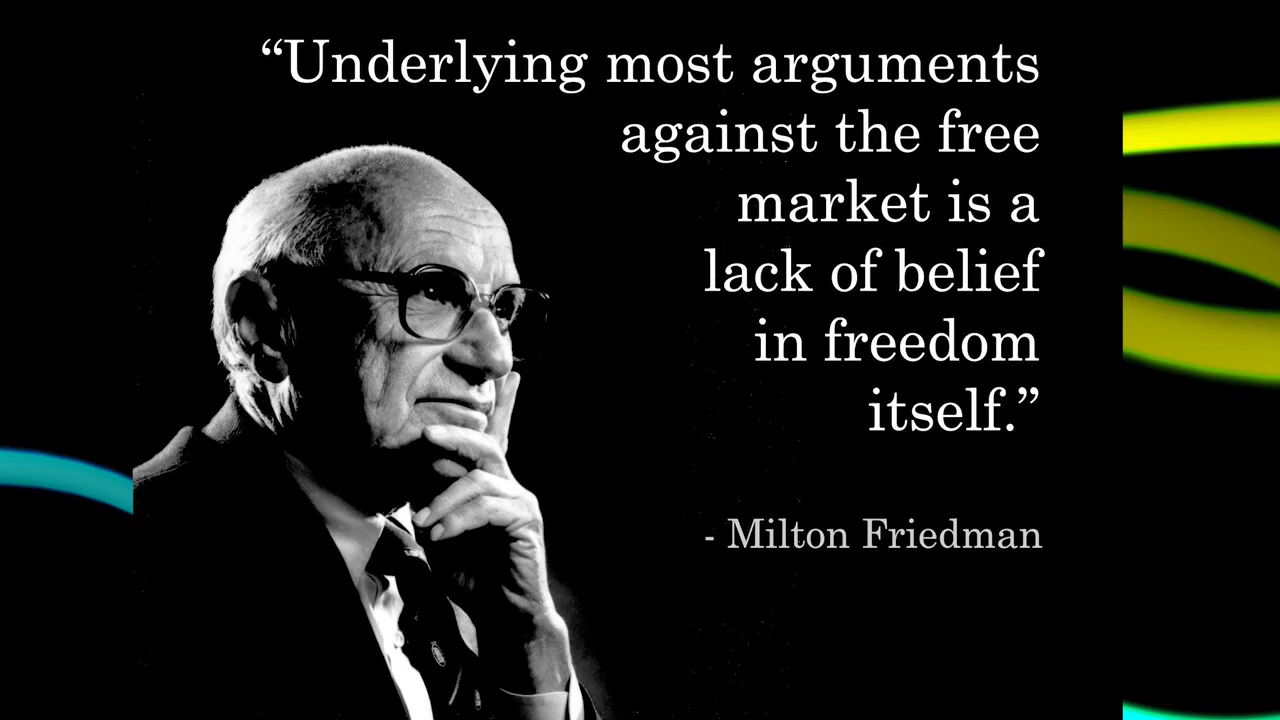 “Underlying most arguments
against the free
market is a
lack of belief
in freedom
itself.”
- Milton Friedman